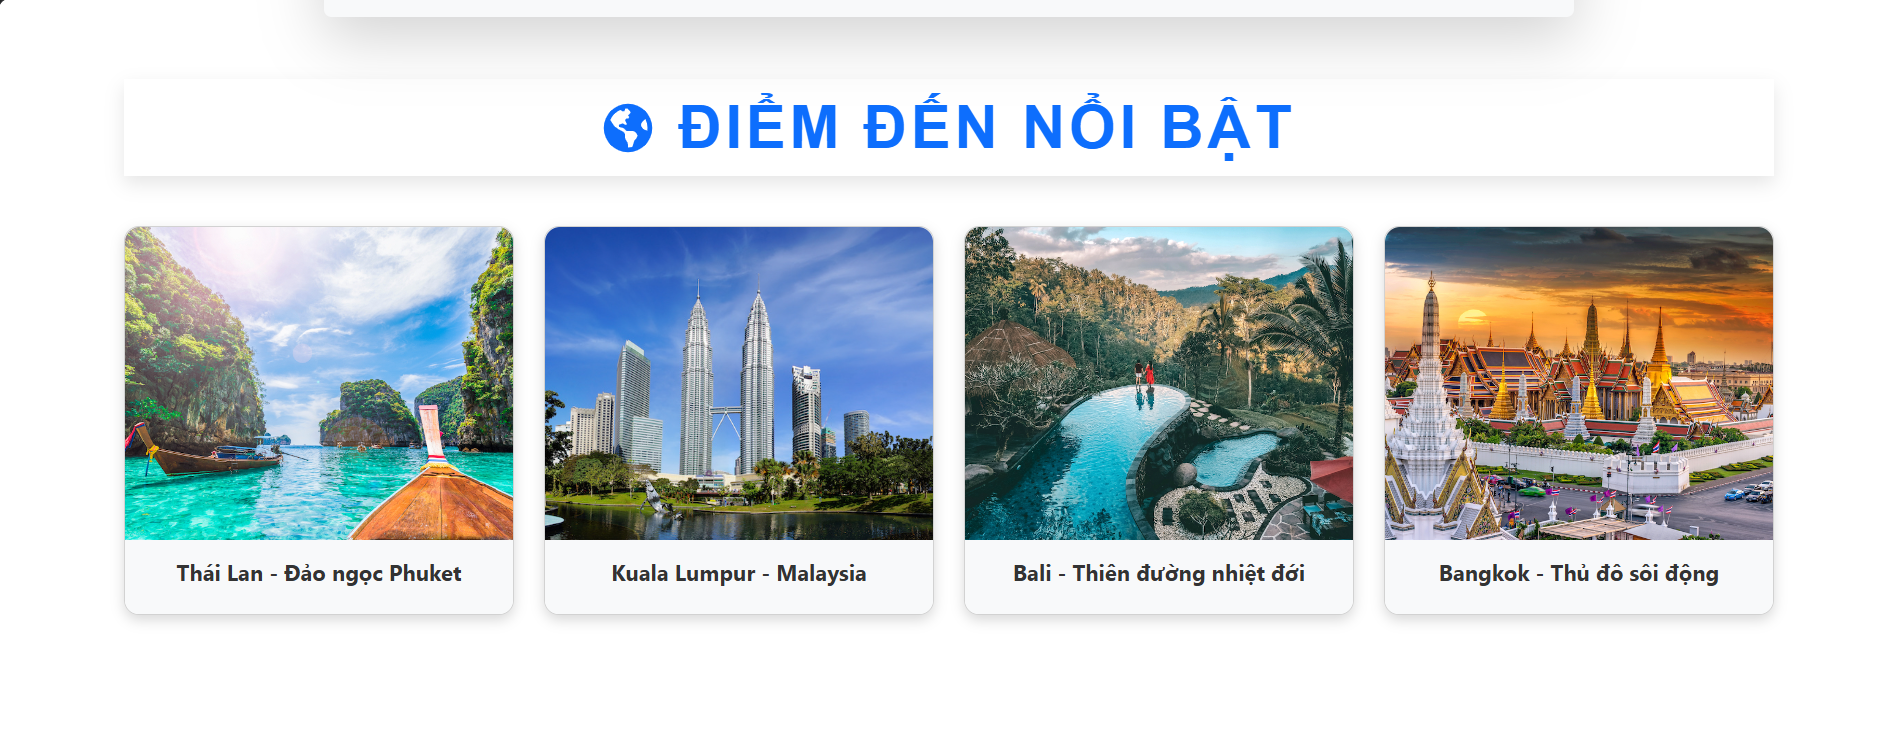 ĐIỂM ĐẾN NỔI BẬT
Thái Lan - Đảo ngọc Phuket
Kuala Lumpur - Malaysia
Bali - Thiên đường nhiệt đới
Bangkok - Thủ đô sôi động